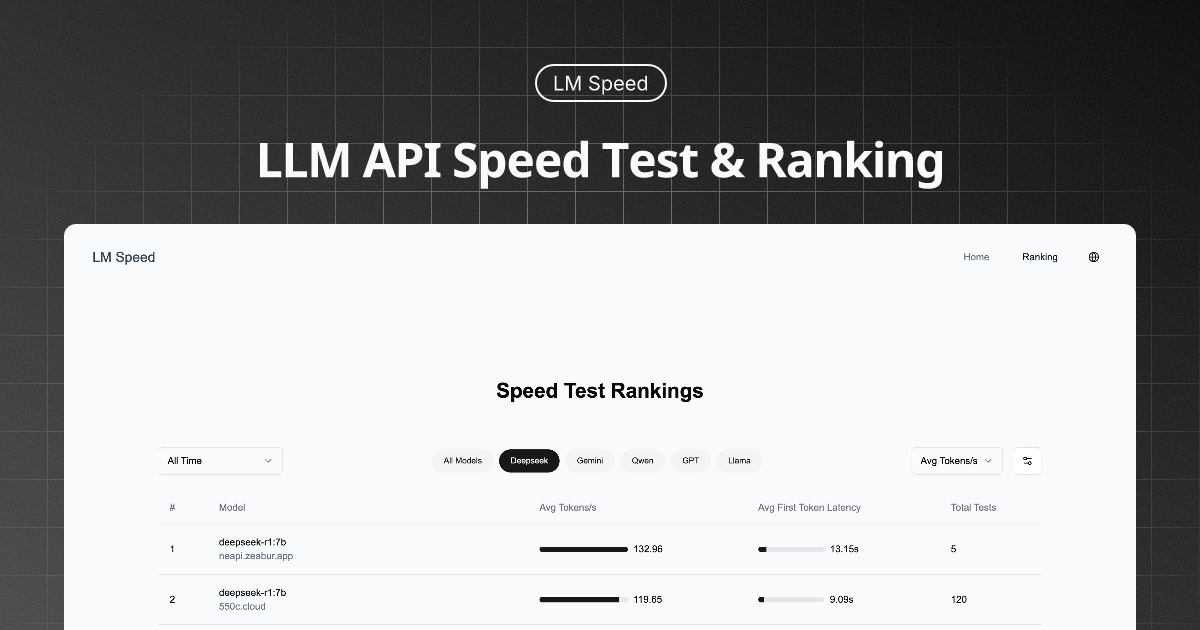 LM Speed
LLM API Speed Test & Ranking
LM Speed
Home
Ranking
Speed Test Rankings
All Time
All Models
Deepseek
Gemini
Qwen
GPT
Llama
Avg Tokens/s
# Model Avg Tokens/s Avg First Token Latency Total Tests
1 deepseek-r1:7b 132.96 13.15s 5
neapi.zeabur.app
2 deepseek-r1:7b 119.65 9.09s 120
550c.cloud